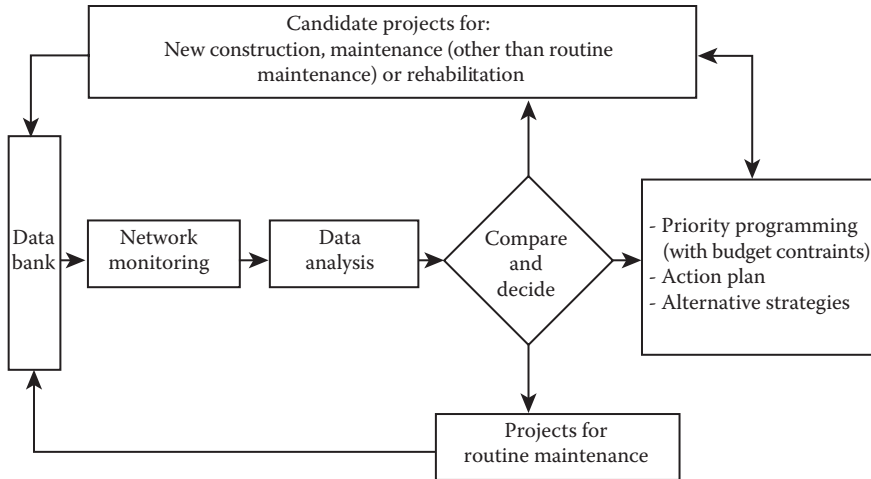 Candidate projects for:
New construction, maintenance (other than routine
maintenance) or rehabilitation
Data
bank
Network
monitoring
Data
analysis
Compare
and
decide
- Priority programming
(with budget contraints)
- Action plan
- Alternative strategies
Projects for
routine maintenance